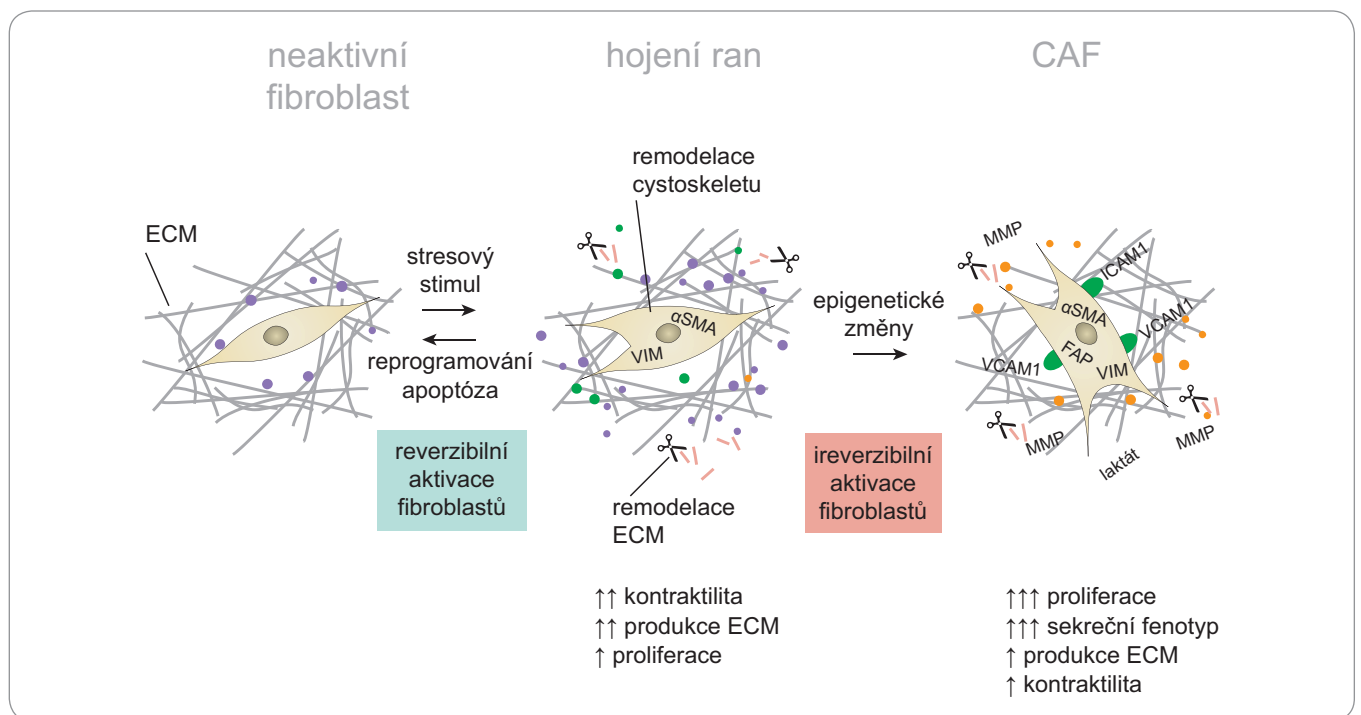 neaktivní
fibroblast
hojení ran
CAF
ECM
stresový
stimul
reprogramování
apoptóza
reverzibilní
aktivace
fibroblastů
remodelace
cystoskeletu
αSMA
VIM
remodelace
ECM
↑↑ kontraktilita
↑↑ produkce ECM
↑ proliferace
epigenetické
změny
ireverzibilní
aktivace
fibroblastů
MMP
ICAM1
αSMA
VCAM1
FAP
VCAM1
VIM
MMP
MMP
laktát
↑↑↑ proliferace
↑↑↑ sekreční fenotyp
↑ produkce ECM
↑ kontraktilita